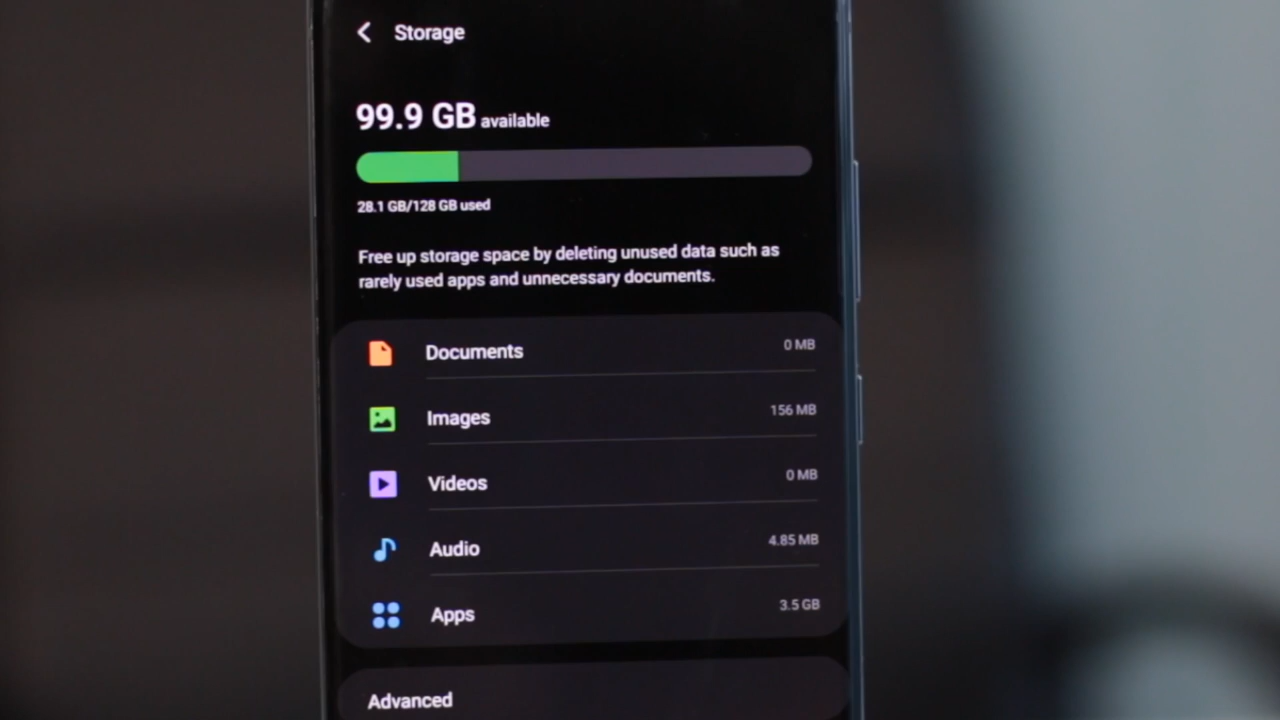 Storage
99.9 GB available
28.1 GB/128 GB used
Free up storage space by deleting unused data such as
rarely used apps and unnecessary documents.
Documents 0 MB
Images 156 MB
Videos 0 MB
Audio 4.85 MB
Apps 3.5 GB
Advanced